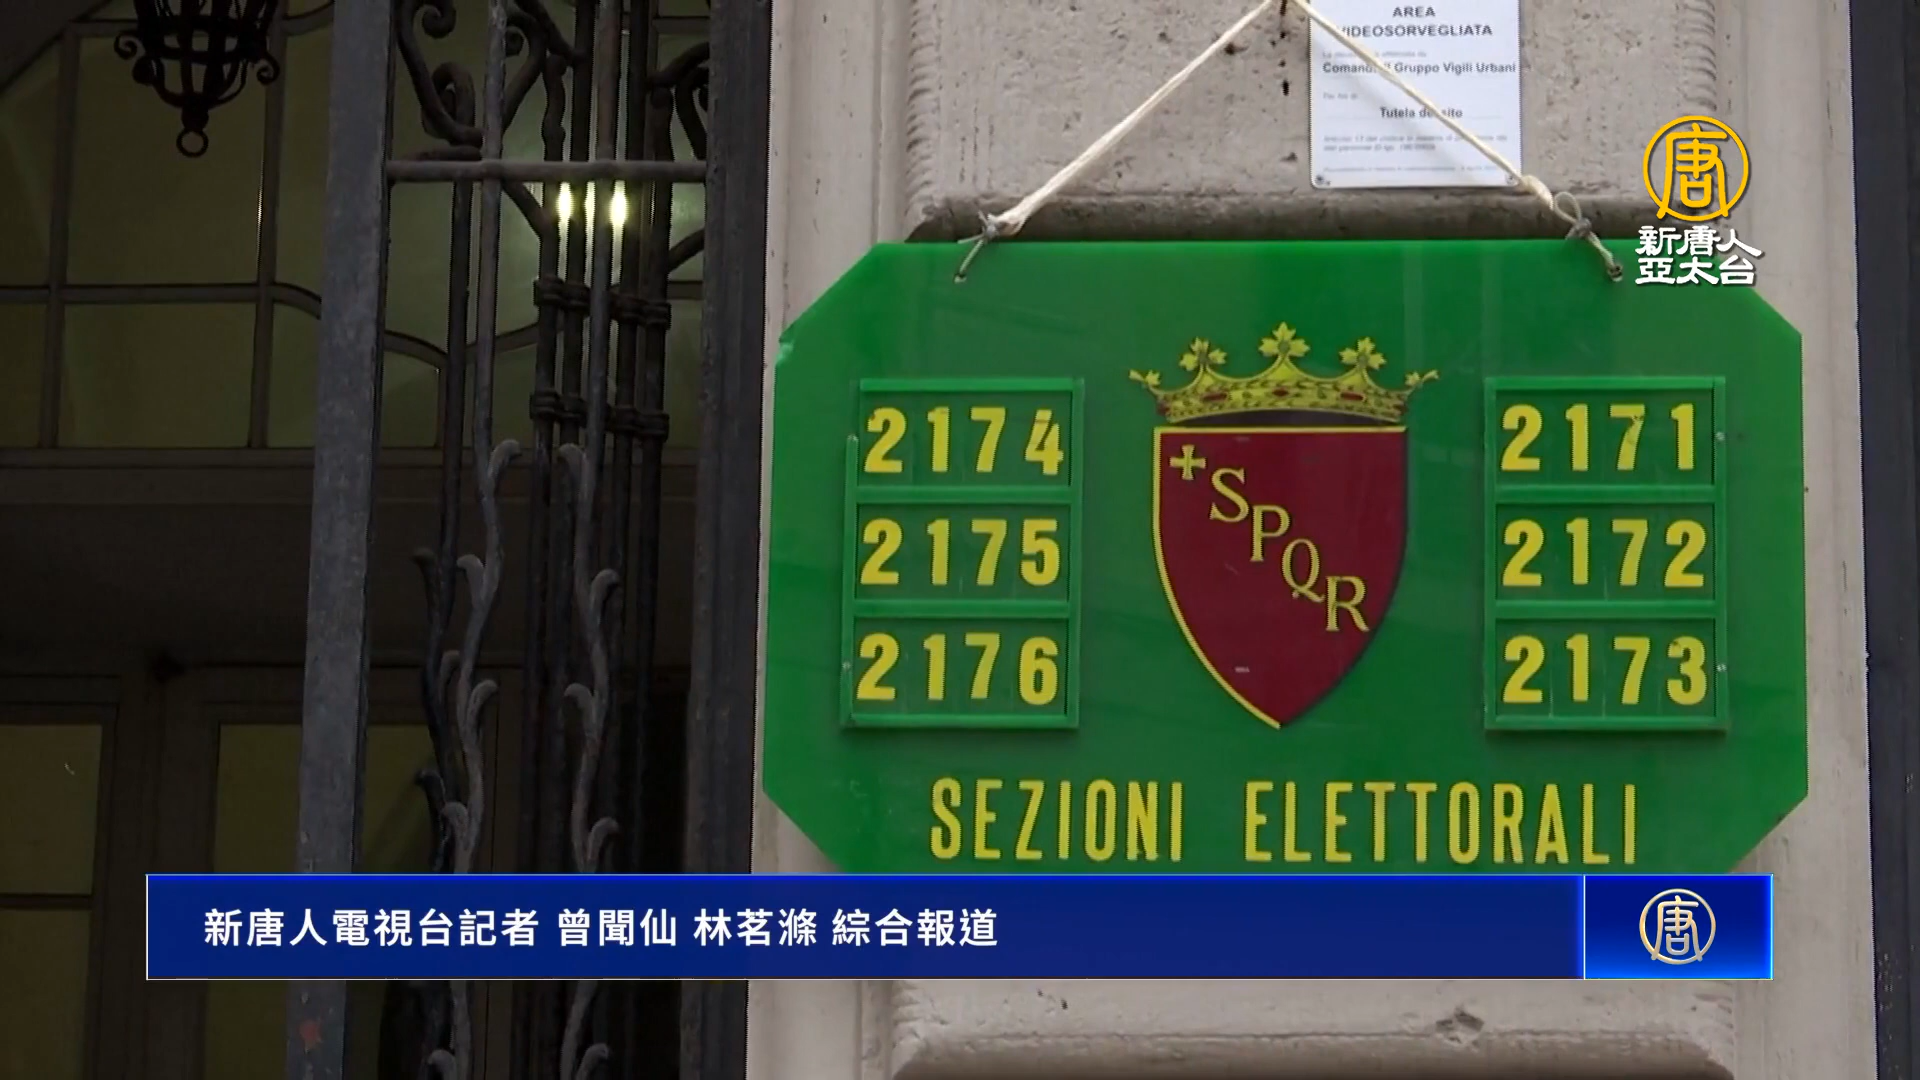 AREA
VIDEOSORVEGLIATA
Gruppo Vigili Urbani
Tutela
唐
新唐人
亞太台
2174
2175
2176
+SPQR
2171
2172
2173
SEZIONI ELETTORALI
新唐人電視台記者 曾聞仙 林茗滌 綜合報道
唐